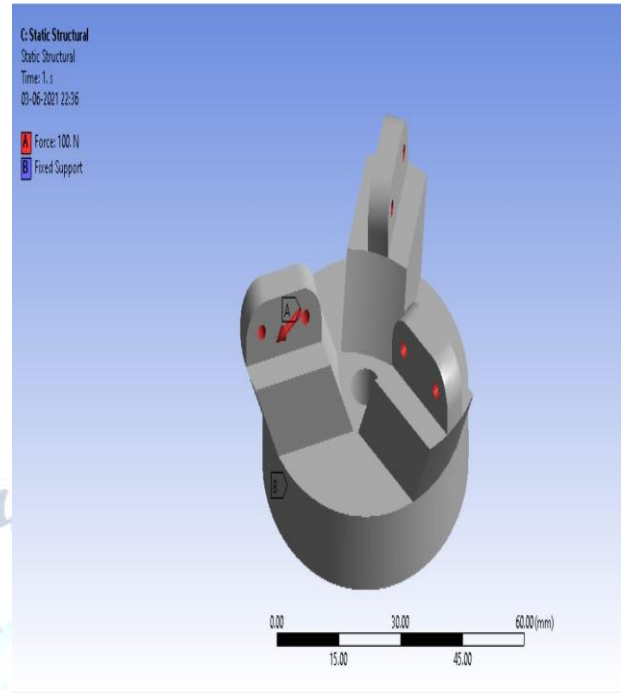 C: Static Structural
Static Structural
Time: 1. s
03-06-2021 22:36
A Force: 100. N
B Fixed Support
A
B
0.00 30.00 60.00 (mm)
15.00 45.00